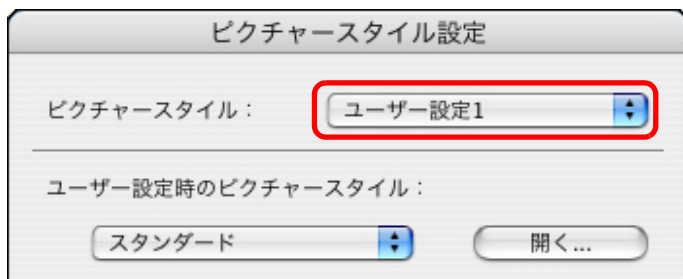 ピクチャースタイル設定
ピクチャースタイル： ユーザー設定1
ユーザー設定時のピクチャースタイル：
スタンダード 開く...